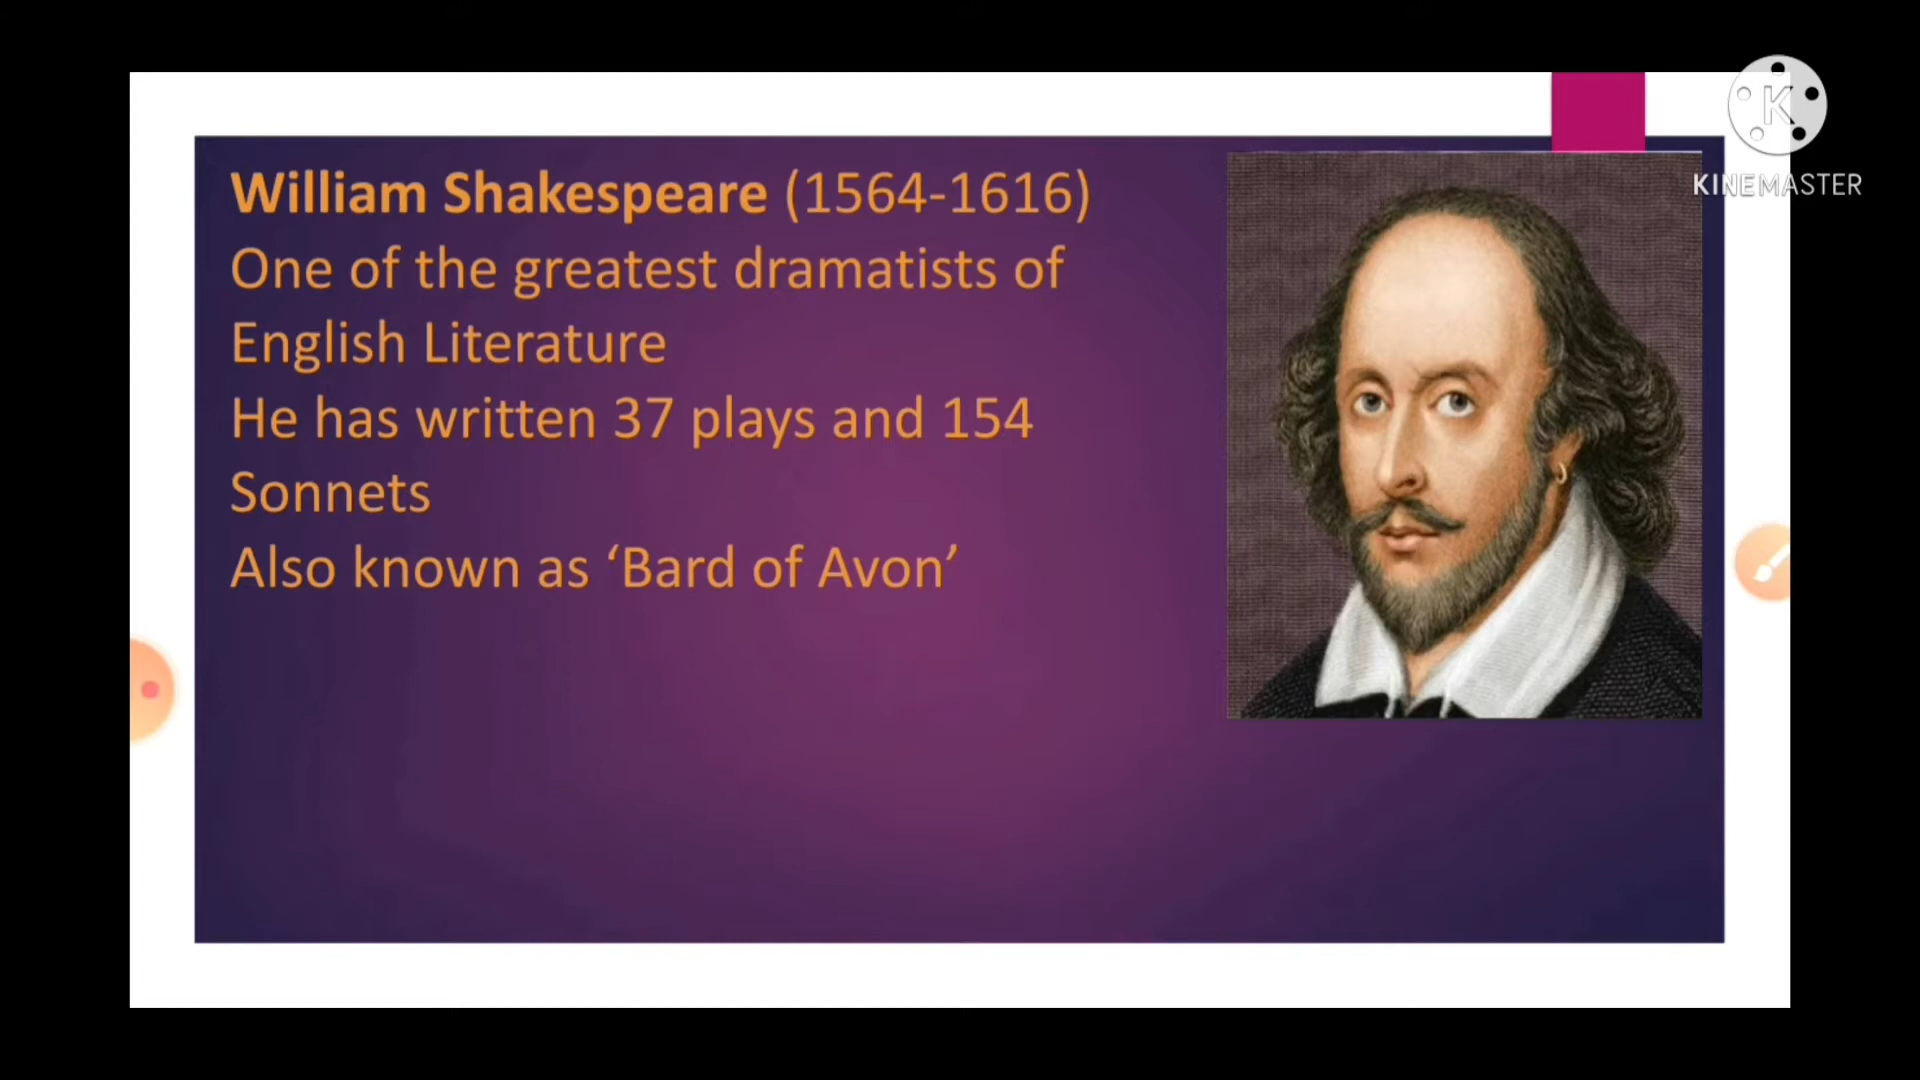 William Shakespeare (1564-1616)
One of the greatest dramatists of
English Literature
He has written 37 plays and 154
Sonnets
Also known as ‘Bard of Avon’
K
KINEMASTER